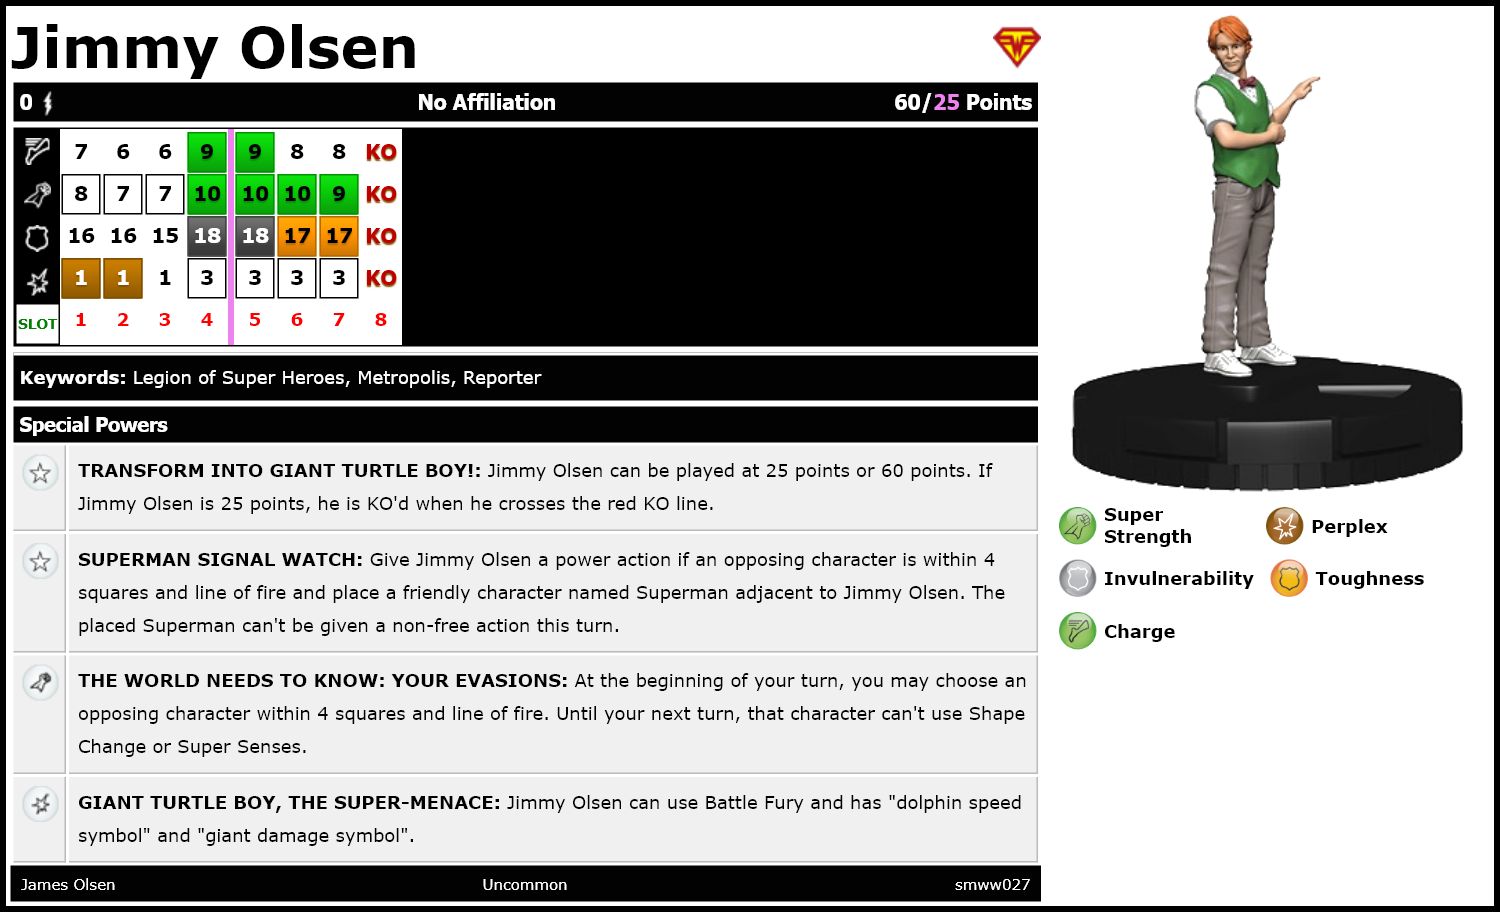 Jimmy Olsen
0 No Affiliation 60/25 Points
7 6 6 9 9 8 8 KO
8 7 7 10 10 10 9 KO
16 16 15 18 18 17 17 KO
1 1 1 3 3 3 3 KO
SLOT 1 2 3 4 5 6 7 8
Keywords: Legion of Super Heroes, Metropolis, Reporter
Special Powers
TRANSFORM INTO GIANT TURTLE BOY!: Jimmy Olsen can be played at 25 points or 60 points. If
Jimmy Olsen is 25 points, he is KO'd when he crosses the red KO line.
SUPERMAN SIGNAL WATCH: Give Jimmy Olsen a power action if an opposing character is within 4
squares and line of fire and place a friendly character named Superman adjacent to Jimmy Olsen. The
placed Superman can't be given a non-free action this turn.
THE WORLD NEEDS TO KNOW: YOUR EVASIONS: At the beginning of your turn, you may choose an
opposing character within 4 squares and line of fire. Until your next turn, that character can't use Shape
Change or Super Senses.
GIANT TURTLE BOY, THE SUPER-MENACE: Jimmy Olsen can use Battle Fury and has "dolphin speed
symbol" and "giant damage symbol".
James Olsen Uncommon smww027
Super
Strength
Perplex
Invulnerability
Toughness
Charge